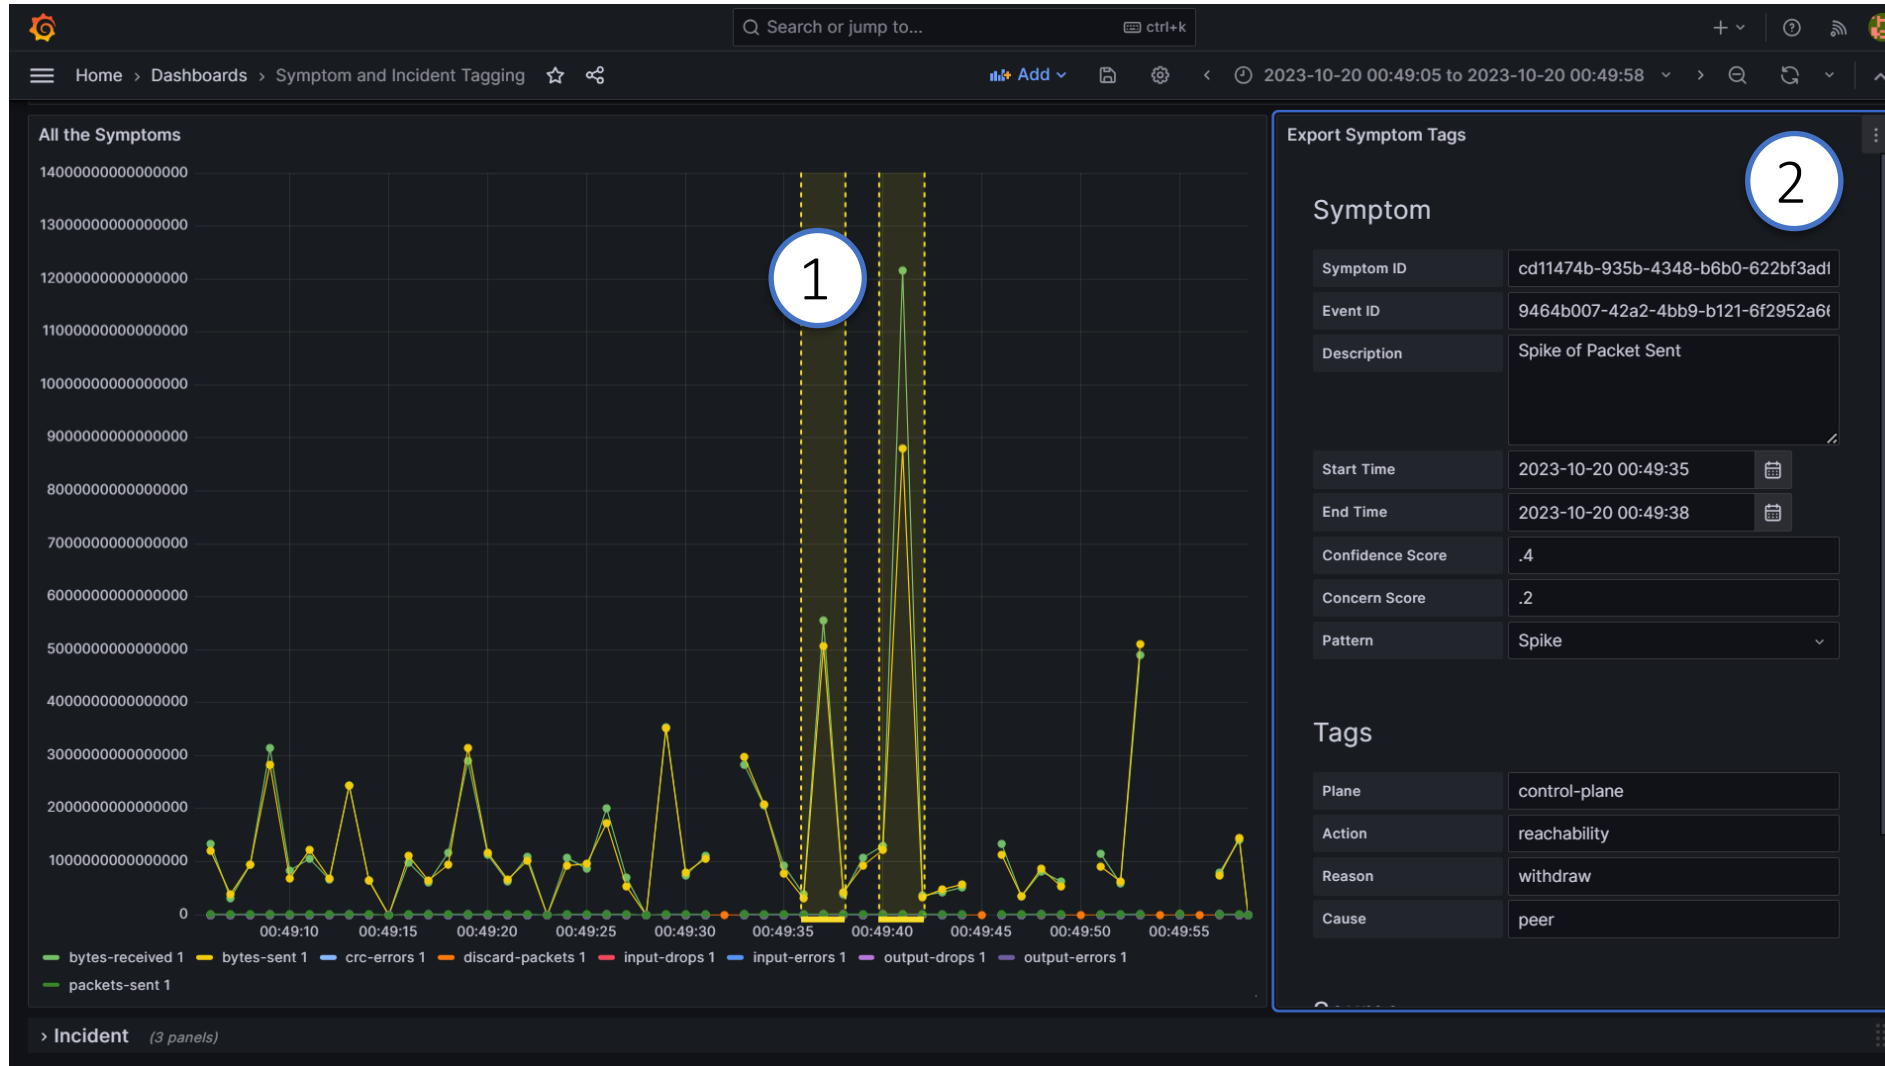 Search or jump to...
ctrl+k
Home › Dashboards › Symptom and Incident Tagging
Add
2023-10-20 00:49:05 to 2023-10-20 00:49:58
All the Symptoms
14000000000000000
13000000000000000
12000000000000000
11000000000000000
10000000000000000
9000000000000000
8000000000000000
7000000000000000
6000000000000000
5000000000000000
4000000000000000
3000000000000000
2000000000000000
1000000000000000
0
00:49:10 00:49:15 00:49:20 00:49:25 00:49:30 00:49:35 00:49:40 00:49:45 00:49:50 00:49:55
bytes-received 1 bytes-sent 1 crc-errors 1 discard-packets 1 input-drops 1 input-errors 1 output-drops 1 output-errors 1
packets-sent 1
1
Export Symptom Tags
2
Symptom
Symptom ID cd11474b-935b-4348-b6b0-622bf3ad
Event ID 9464b007-42a2-4bb9-b121-6f2952a6
Description Spike of Packet Sent
Start Time 2023-10-20 00:49:35
End Time 2023-10-20 00:49:38
Confidence Score .4
Concern Score .2
Pattern Spike
Tags
Plane control-plane
Action reachability
Reason withdraw
Cause peer
› Incident (3 panels)